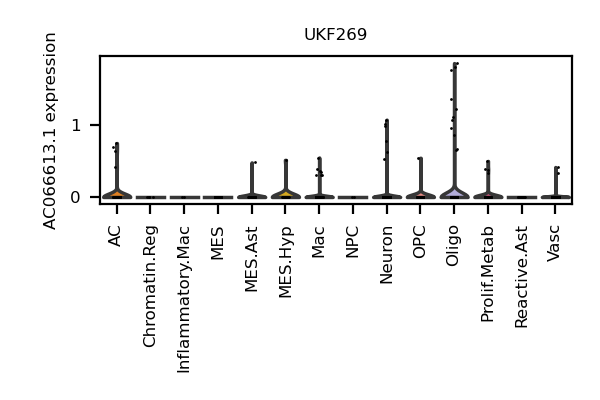 UKF269
AC066613.1 expression
1
0
AC
Chromatin.Reg
Inflammatory.Mac
MES
MES.Ast
MES.Hyp
Mac
NPC
Neuron
OPC
Oligo
Prolif.Metab
Reactive.Ast
Vasc